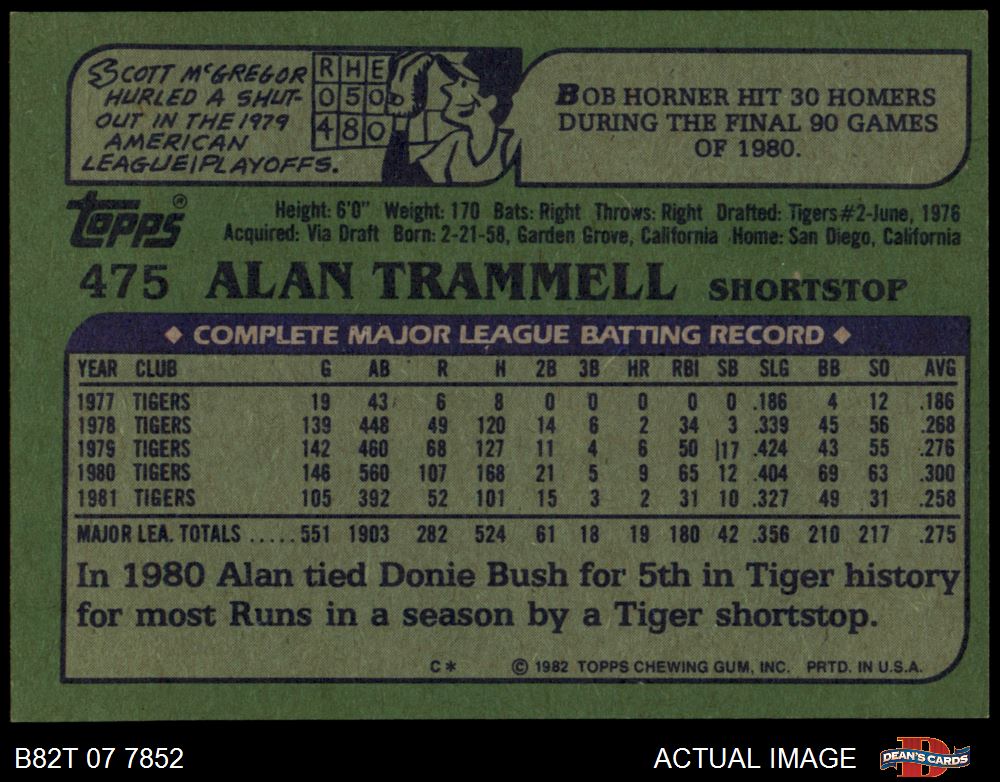 SCOTT McGREGOR
HURLED A SHUT-
OUT IN THE 1979
AMERICAN
LEAGUE PLAYOFFS.
R H E
0 5 0
4 8 0
BOB HORNER HIT 30 HOMERS
DURING THE FINAL 90 GAMES
OF 1980.
Topps®
Height: 6'0" Weight: 170 Bats: Right Throws: Right Drafted: Tigers #2-June, 1976
Acquired: Via Draft Born: 2-21-58, Garden Grove, California Home: San Diego, California
475 ALAN TRAMMELL SHORTSTOP
◆ COMPLETE MAJOR LEAGUE BATTING RECORD ◆
YEAR CLUB G AB R H 2B 3B HR RBI SB SLG BB SO AVG
1977 TIGERS 19 43 6 8 0 0 0 0 0 .186 4 12 .186
1978 TIGERS 139 448 49 120 14 6 2 34 3 .339 45 56 .268
1979 TIGERS 142 460 68 127 11 4 6 50 17 .424 43 55 .276
1980 TIGERS 146 560 107 168 21 5 9 65 12 .404 69 63 .300
1981 TIGERS 105 392 52 101 15 3 2 31 10 .327 49 31 .258
MAJOR LEA. TOTALS ..... 551 1903 282 524 61 18 19 180 42 .356 210 217 .275
In 1980 Alan tied Donie Bush for 5th in Tiger history
for most Runs in a season by a Tiger shortstop.
C* © 1982 TOPPS CHEWING GUM, INC. PRTD. IN U.S.A.
B82T 07 7852 ACTUAL IMAGE D DEAN'S CARDS